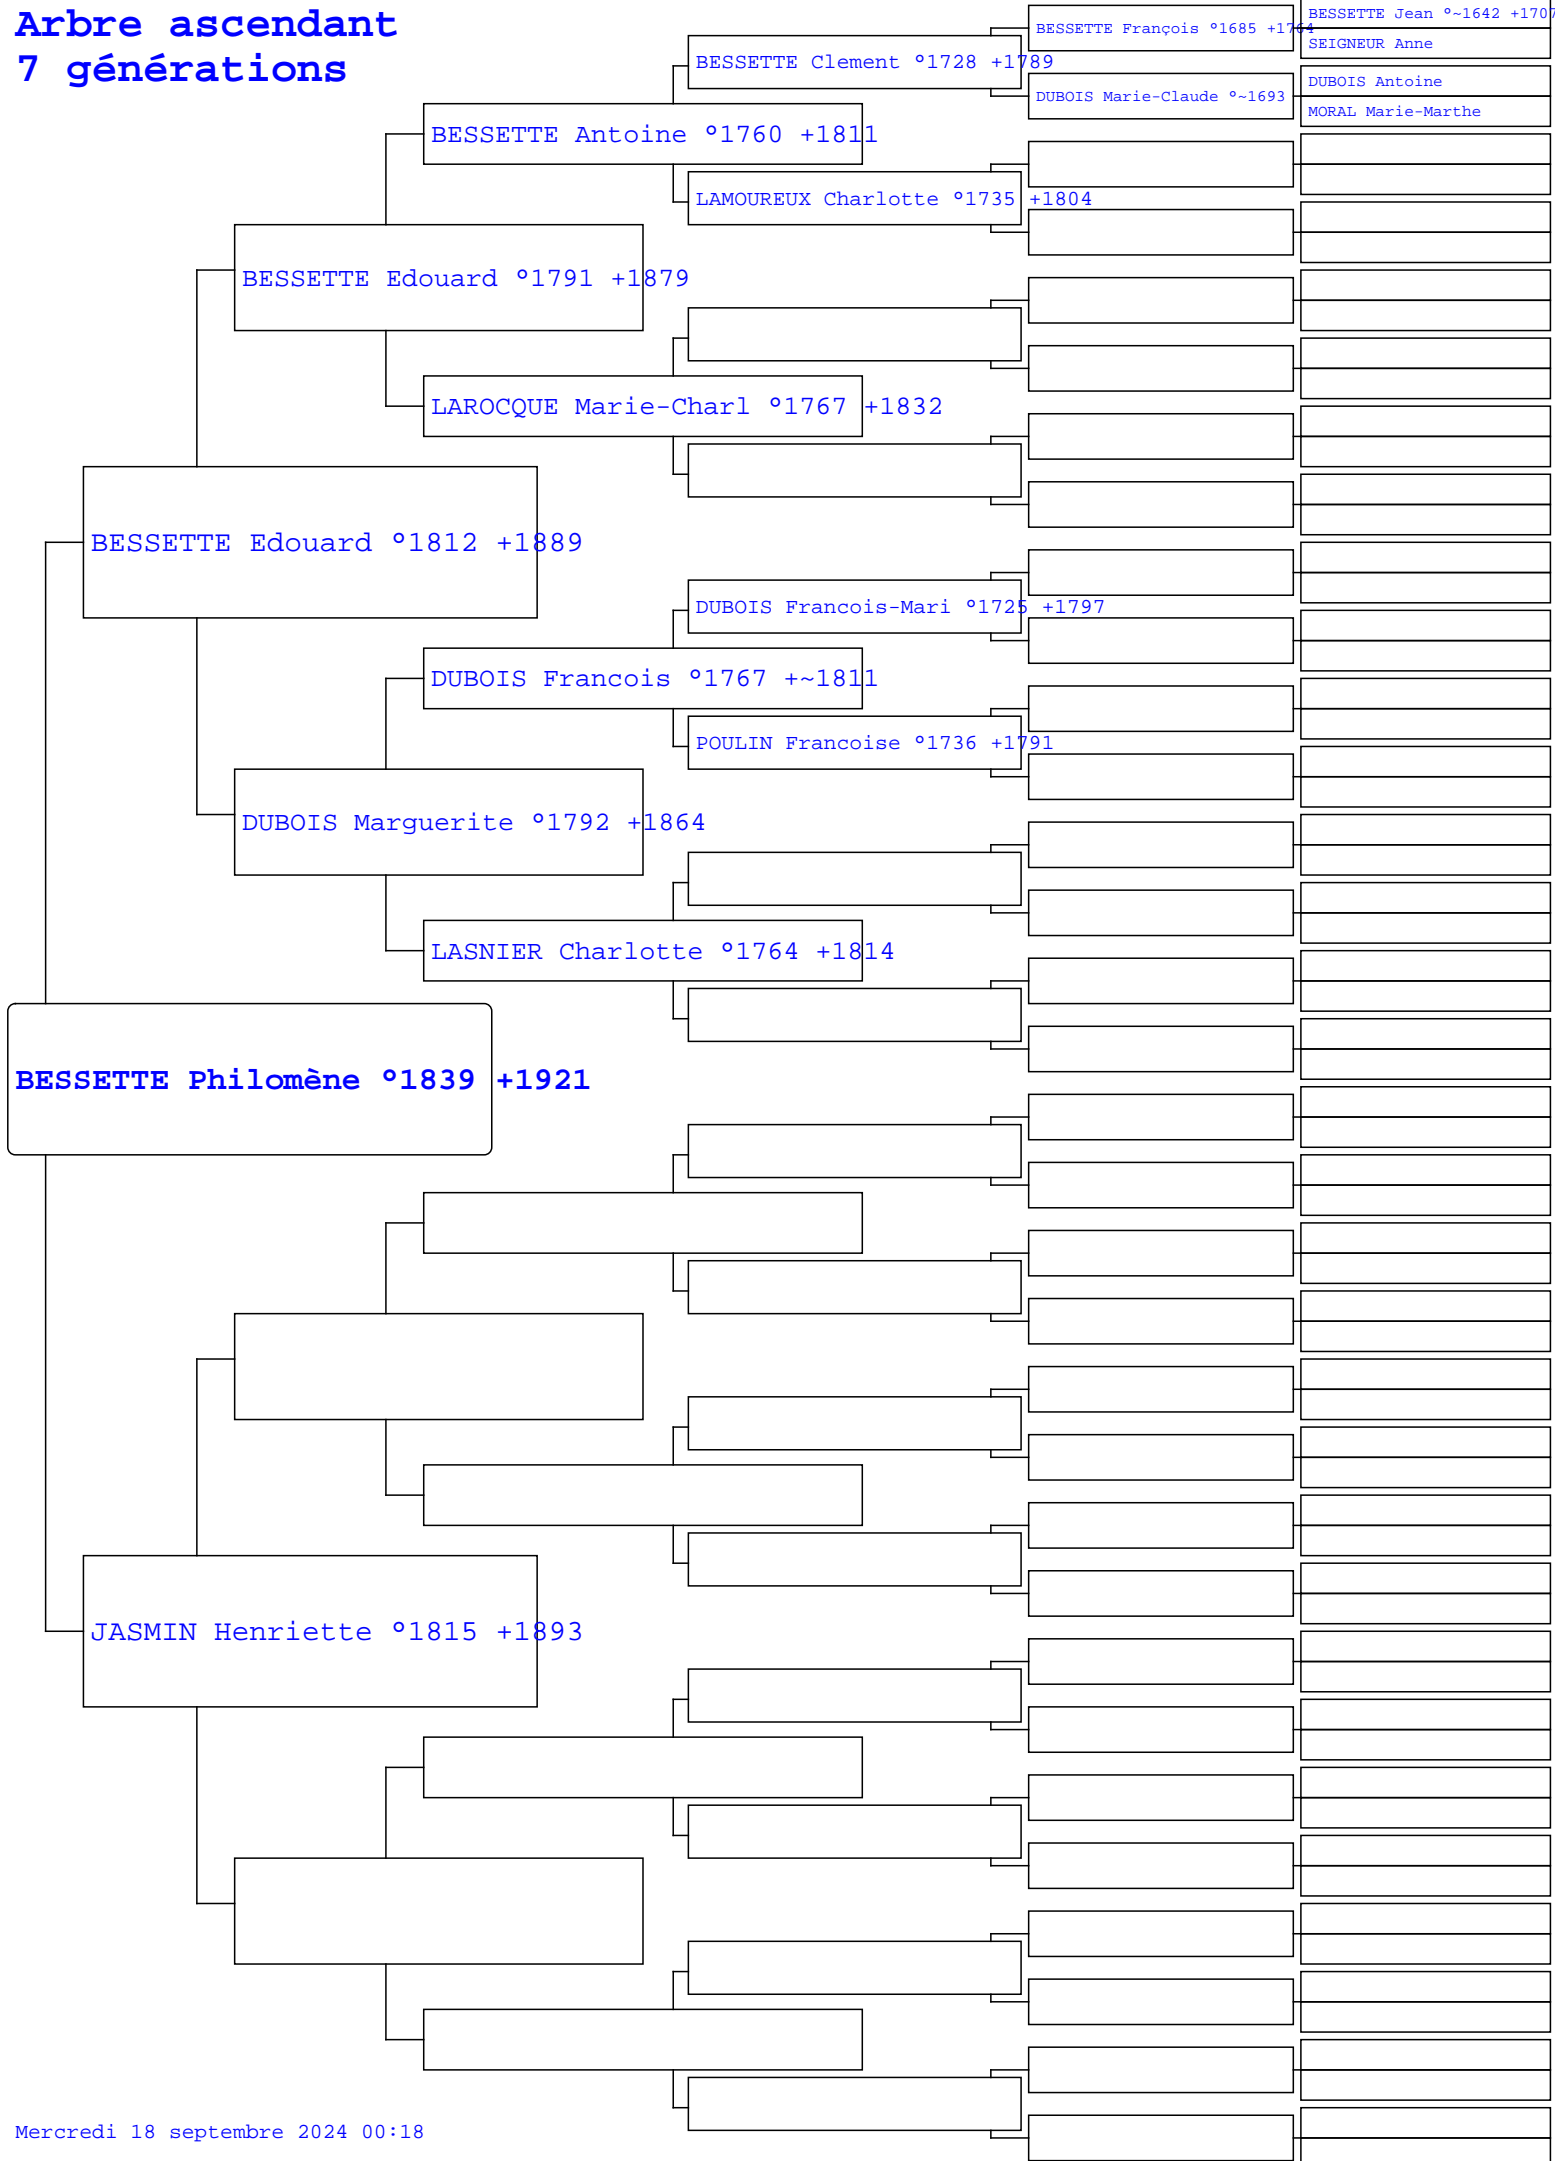 Arbre ascendant
7 générations
BESSETTE Jean °~1642 +1707
BESSETTE François °1685 +1764
SEIGNEUR Anne
BESSETTE Clement °1728 +1789
DUBOIS Antoine
DUBOIS Marie-Claude °~1693
MORAL Marie-Marthe
BESSETTE Antoine °1760 +1811
LAMOUREUX Charlotte °1735 +1804
BESSETTE Edouard °1791 +1879
LAROCQUE Marie-Charl °1767 +1832
BESSETTE Edouard °1812 +1889
DUBOIS Francois-Mari °1725 +1797
DUBOIS Francois °1767 +~1811
POULIN Francoise °1736 +1791
DUBOIS Marguerite °1792 +1864
LASNIER Charlotte °1764 +1814
BESSETTE Philomène °1839 +1921
JASMIN Henriette °1815 +1893
Mercredi 18 septembre 2024 00:18